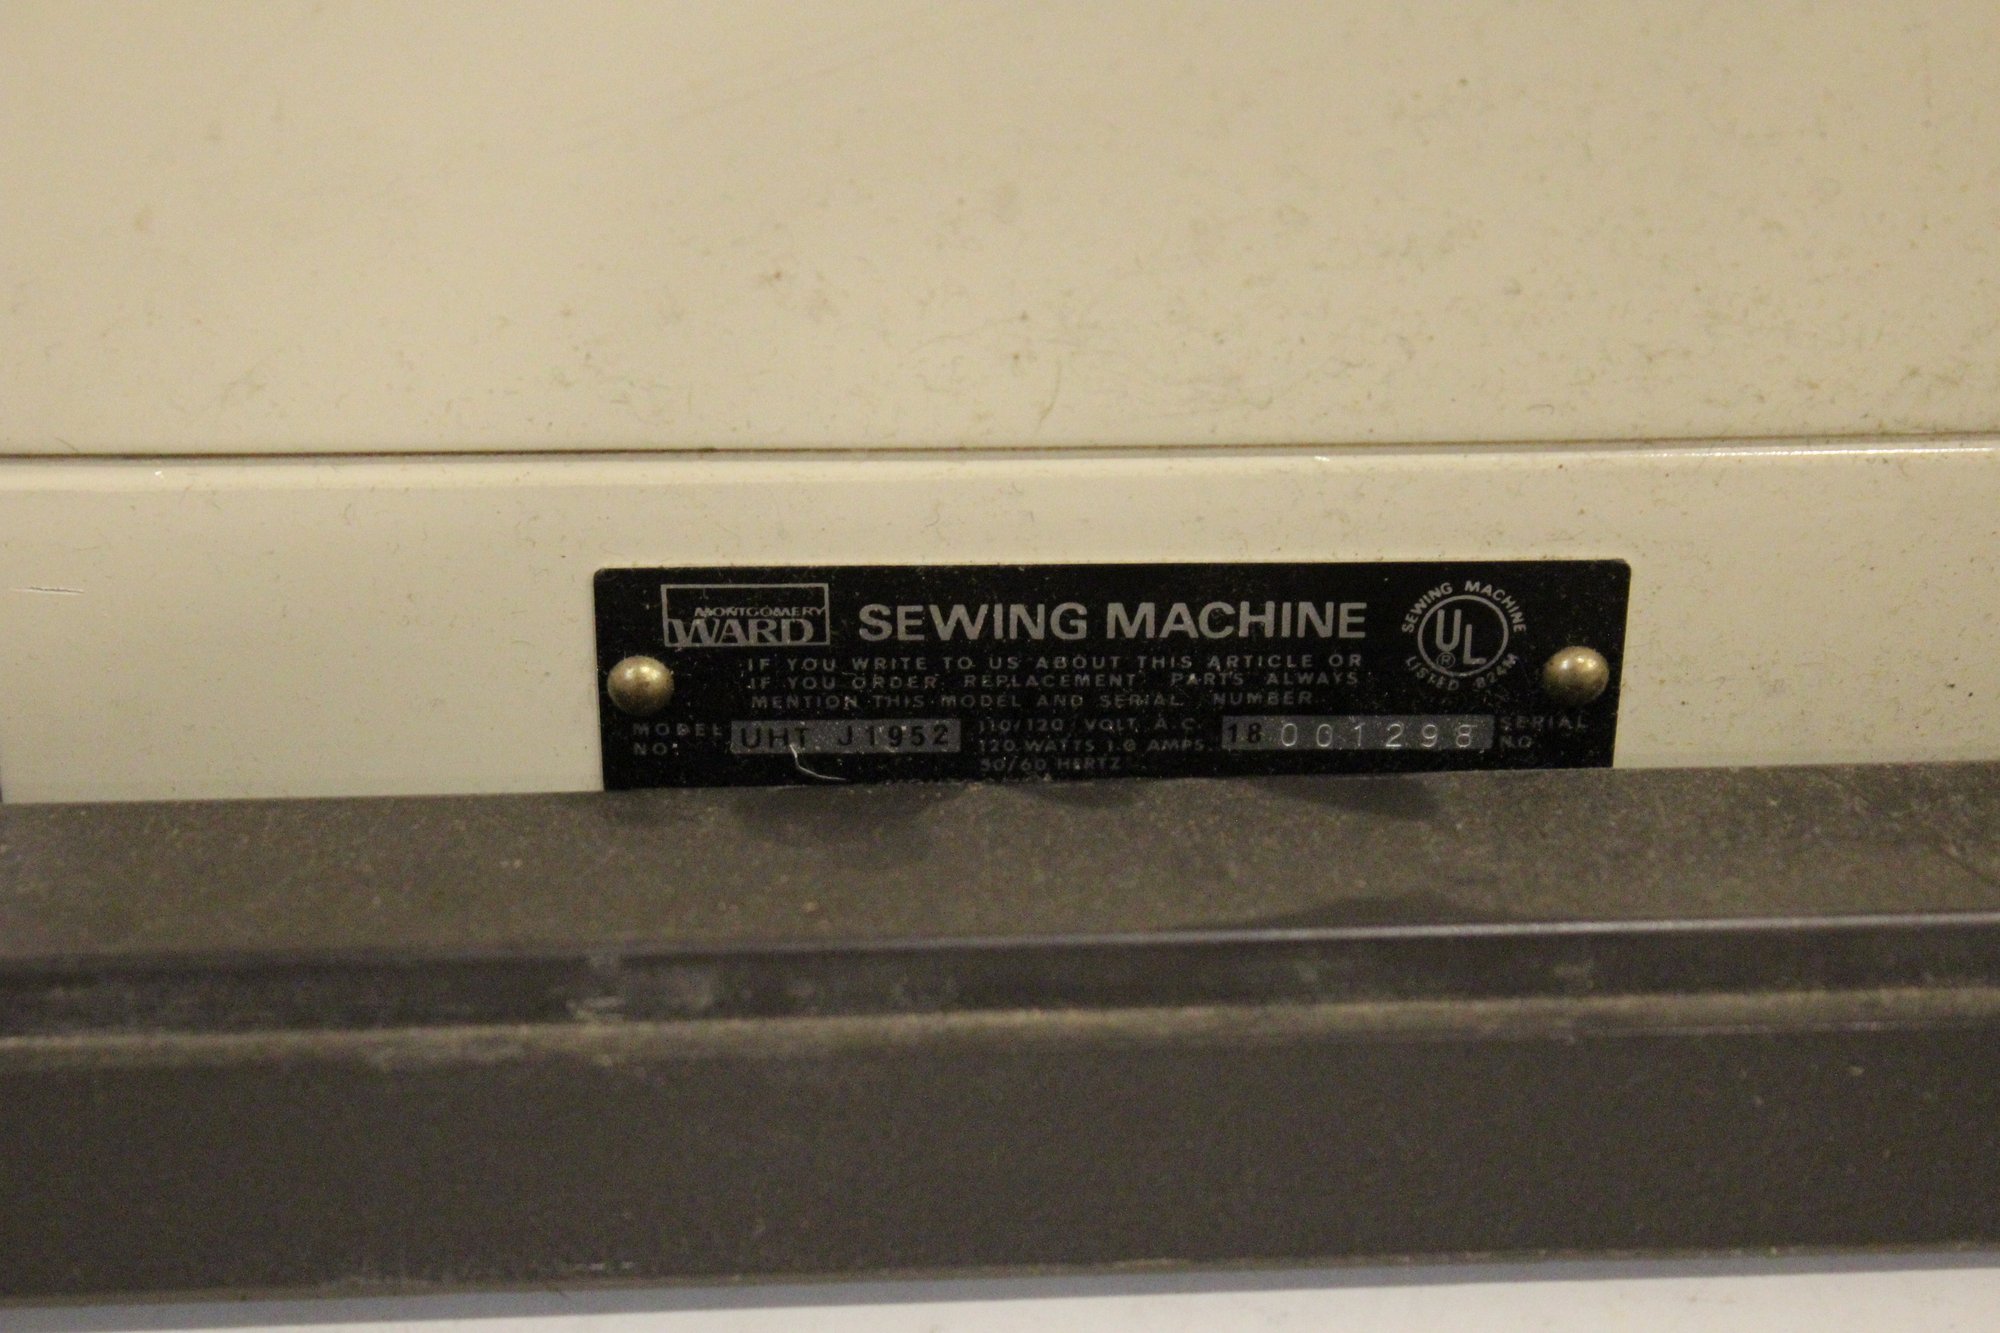 MONTGOMERY
WARD
SEWING MACHINE
SEWING MACHINE
UL
®
LISTED 824M
IF YOU WRITE TO US ABOUT THIS ARTICLE OR
IF YOU ORDER REPLACEMENT PARTS ALWAYS
MENTION THIS MODEL AND SERIAL NUMBER
MODEL NO. UHT J1952
110/120 VOLT A.C.
120 WATTS 1.0 AMPS.
50/60 HERTZ
18 001298 SERIAL NO.